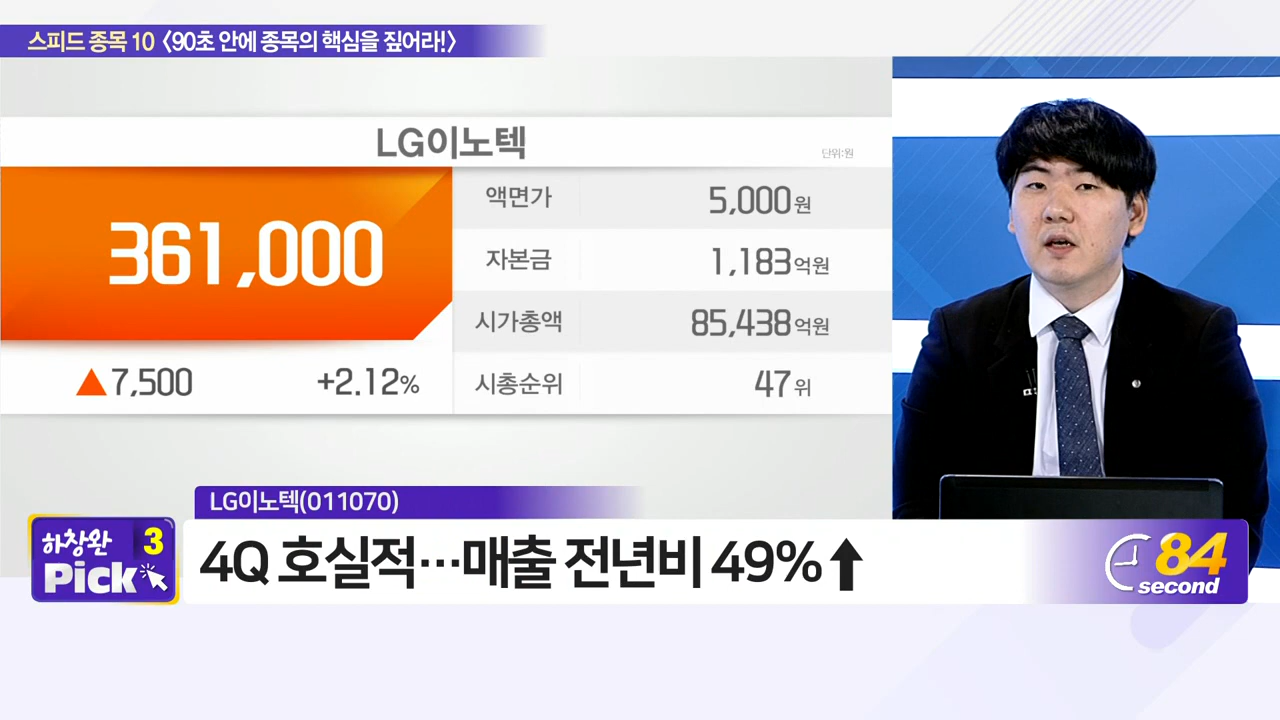 스피드 종목 10 〈90초 안에 종목의 핵심을 짚어라!〉
LG이노텍
단위:원
361,000
▲7,500 +2.12%
액면가 5,000원
자본금 1,183억원
시가총액 85,438억원
시총순위 47위
LG이노텍(011070)
하창완 3
Pick
4Q 호실적…매출 전년비 49%↑
84
second